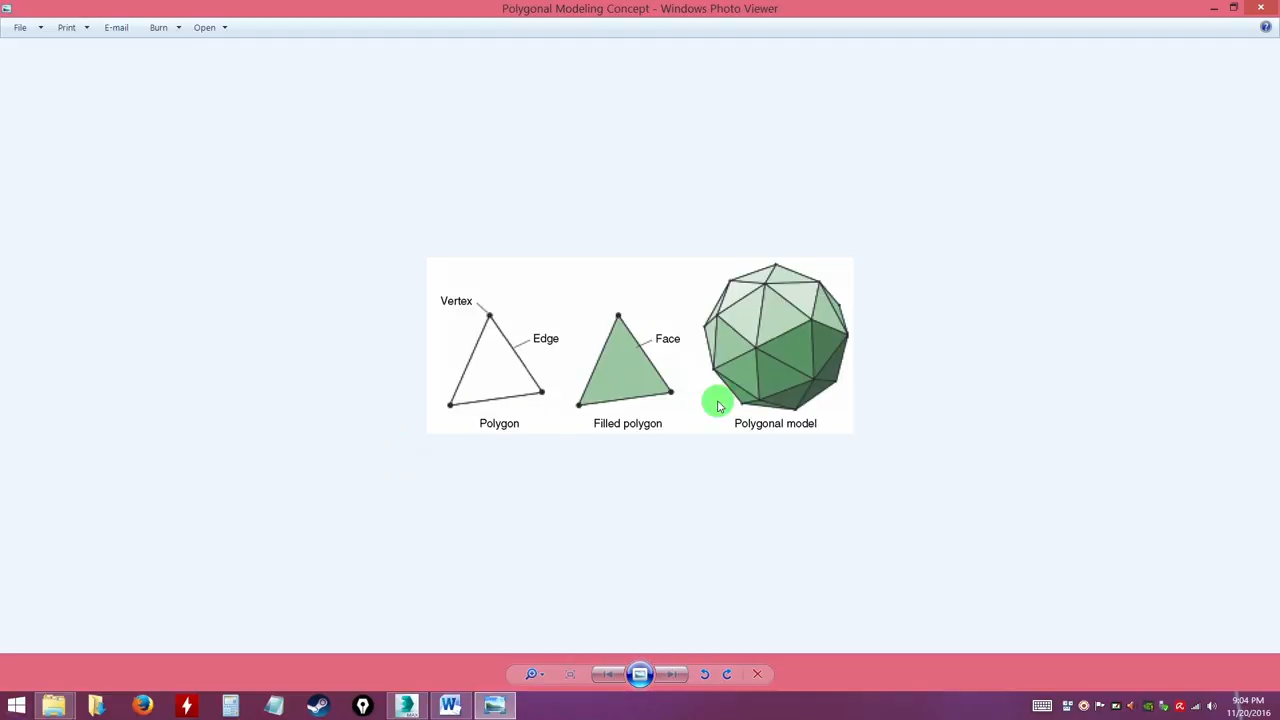 Polygonal Modeling Concept - Windows Photo Viewer
File Print E-mail Burn Open
Vertex
Edge
Face
Polygon Filled polygon Polygonal model
MAX
9:04 PM
11/20/2016